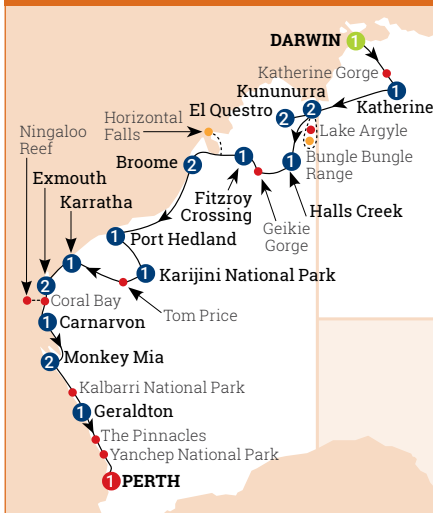 DARWIN 1
Katherine Gorge
Kununurra
1
El Questro 2 2
Katherine
Horizontal
Falls
Lake Argyle
Ningaloo
Reef
Broome 2
1
1
Bungle Bungle
Range
Exmouth
Fitzroy
Crossing
Halls Creek
Karratha
Geikie
Gorge
1 Port Hedland
1
1 Karijini National Park
2
Coral Bay
Tom Price
1 Carnarvon
2 Monkey Mia
Kalbarri National Park
1 Geraldton
The Pinnacles
Yanchep National Park
1 PERTH